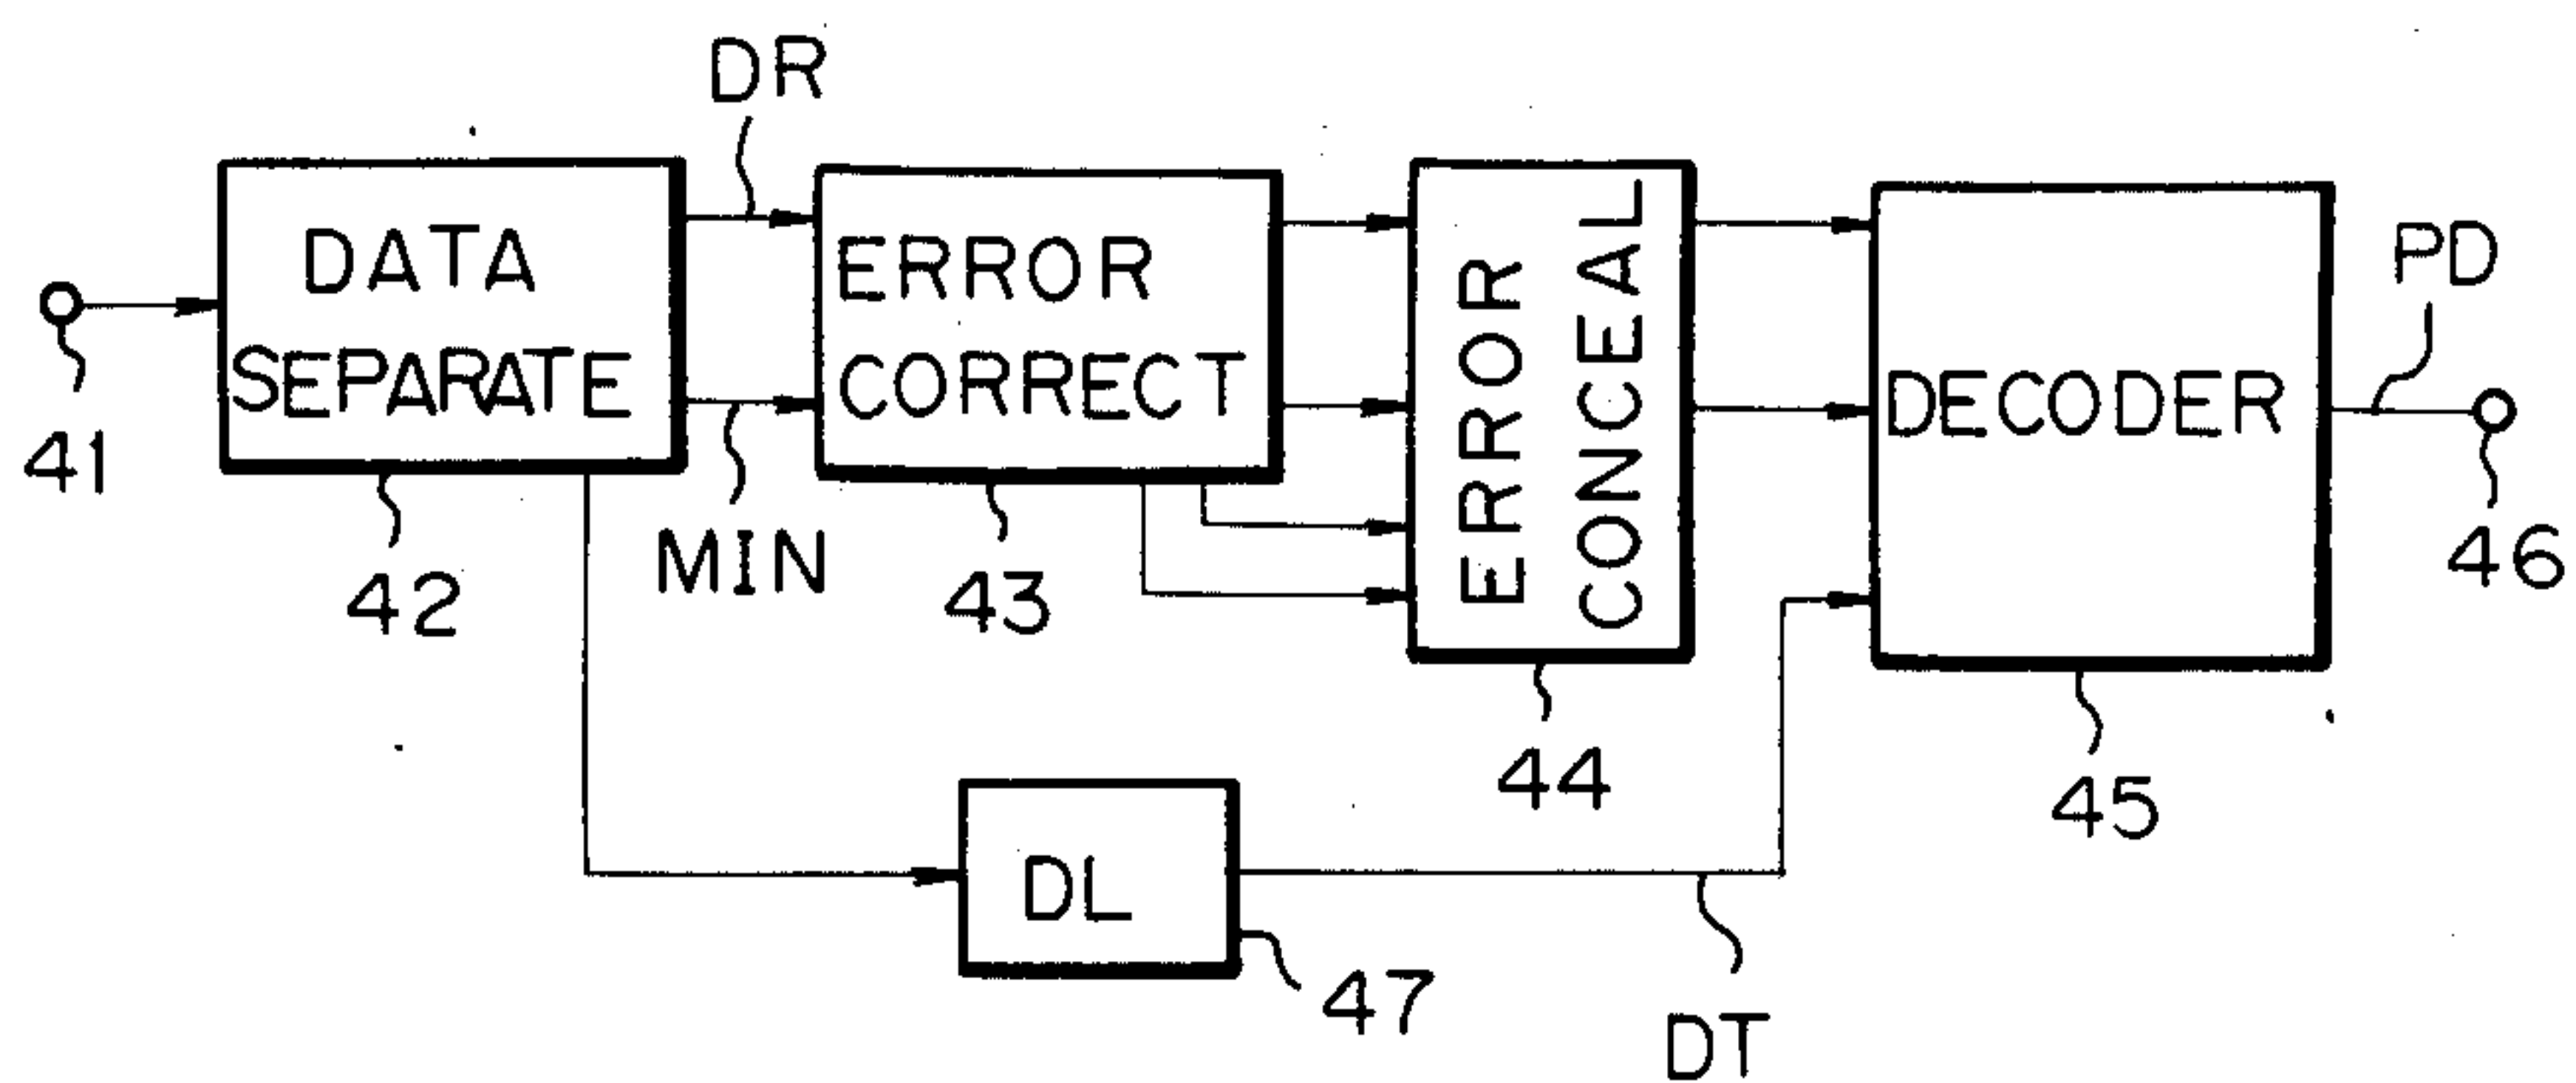 DR
DATA
SEPARATE
ERROR
CORRECT
ERROR
CONCEAL
DECODER
PD
41
42
MIN
43
44
45
46
DL
47
DT